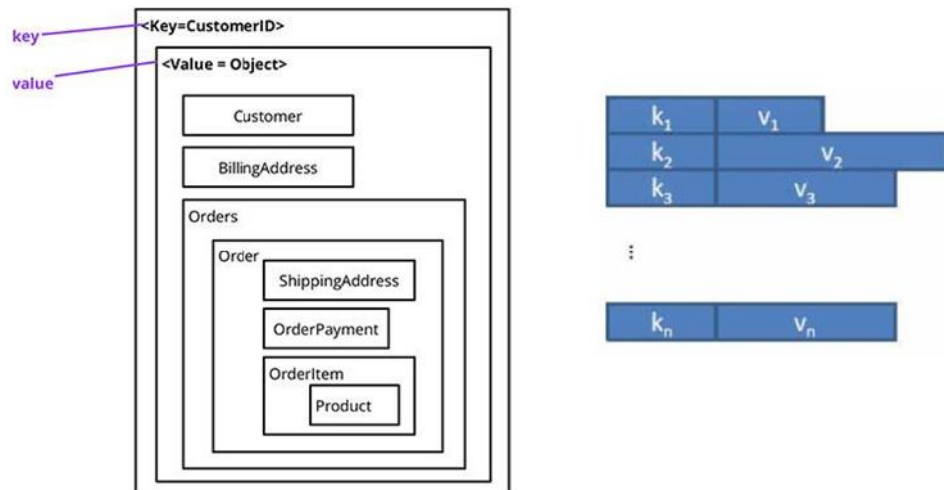 key
value
<Key=CustomerID>
<Value = Object>
Customer
BillingAddress
Orders
Order
ShippingAddress
OrderPayment
OrderItem
Product
k₁ v₁
k₂ v₂
k₃ v₃
⋮
kₙ vₙ